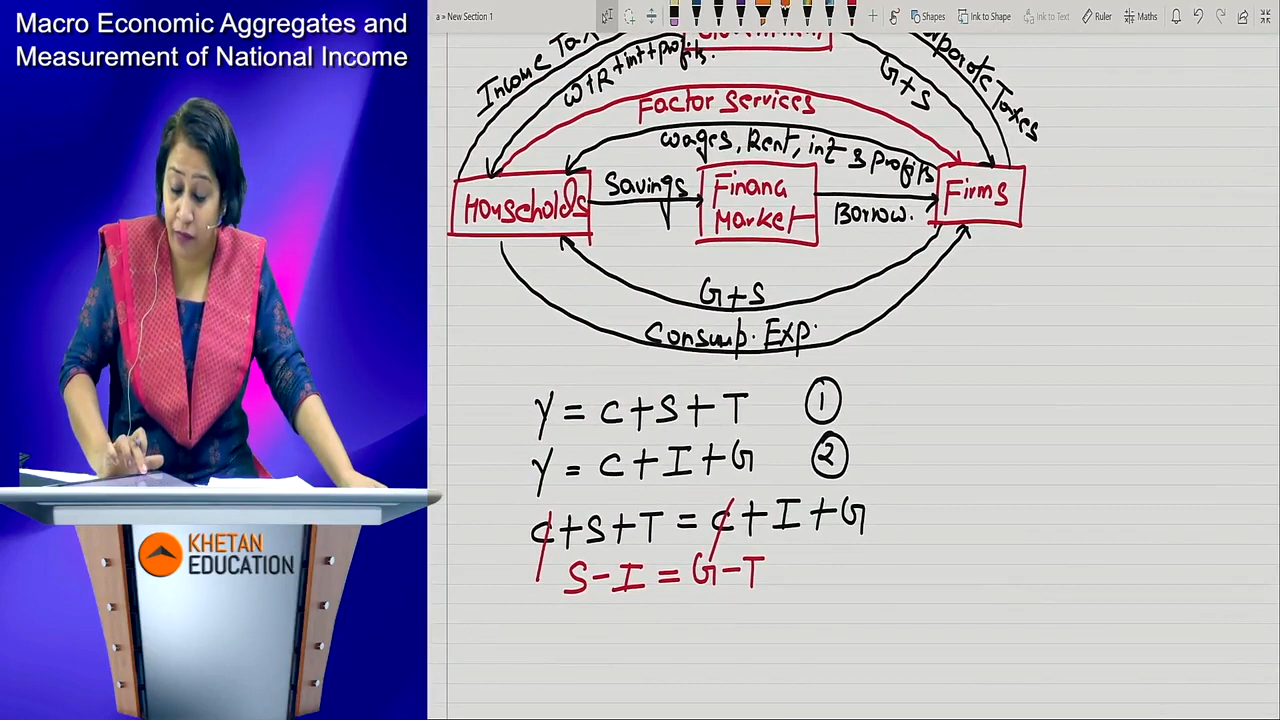 Macro Economic Aggregates and
Measurement of National Income
a » New Section 1
Shapes
Ink to Shape
Ink to Text
Ruler
Maths
Income Tax
W+R+int+profits.
G+S
Taxes
Factor services
wages, Rent, int & profits
Households
Savings
Market
Borrow.
Firms
G+S
Consump. Exp.
Y = C+S+T ①
Y = C+I+G ②
C+S+T = C+I+G
S-I = G-T
KHETAN
EDUCATION